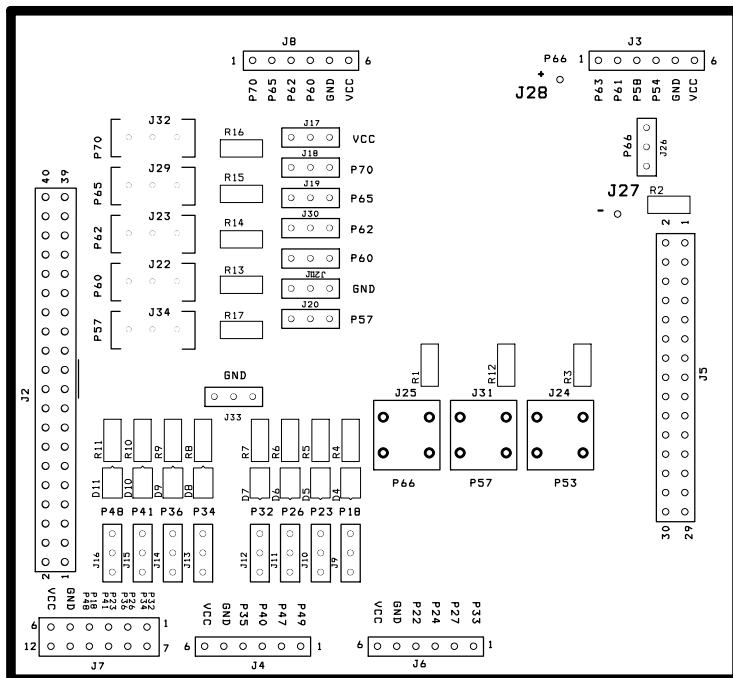 J8
1 6
P70 P65 P62 P60 GND VCC
J3
P66 1 6
+
J28
P63 P61 P58 P54 GND VCC
J32
P70
R16
J17
VCC
J18
P70
P66
J26
40 39
J29
P65
R15
J19
P65
J27
-
R2
2 1
J23
P62
R14
J30
P62
J22
P60
R13
P60
GND
J34
P57
R17
J20
P57
J2
GND
J33
R1 R12 R3
J25 J31 J24
J5
P66 P57 P53
R11 R10 R9 R8 R7 R6 R5 R4
D11 D10 D9 D8 D7 D6 D5 D4
P48 P41 P36 P34 P32 P26 P23 P18
J16 J15 J14 J13 J12 J11 J10 J9
30 29
2 1
VCC GND P48 P18 P41 P23 P36 P26 P34 P32
6 1
12 7
J7
VCC GND P35 P40 P47 P49
6 1
J4
VCC GND P22 P24 P27 P33
6 1
J6